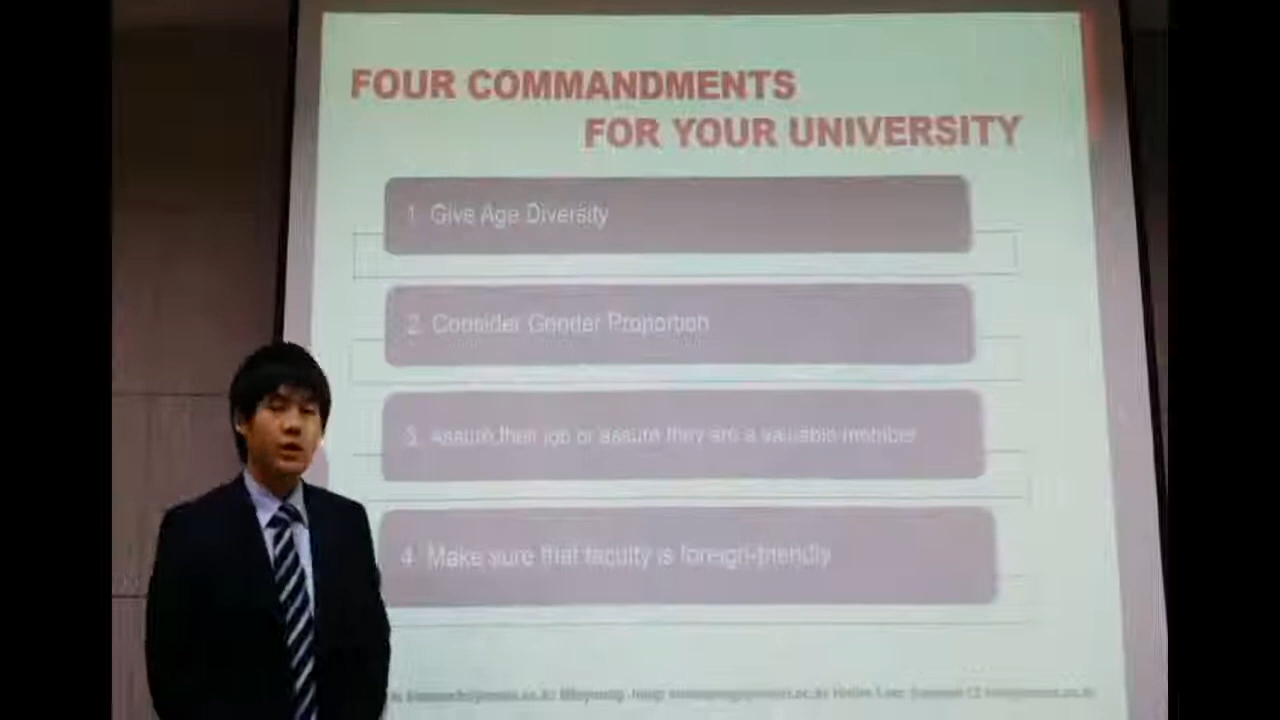 FOUR COMMANDMENTS
FOR YOUR UNIVERSITY
1. Give Age Diversity
2. Consider Gender Proportion
3. Assure their job or assure they are a valuable member
4. Make sure that faculty is foreign-friendly